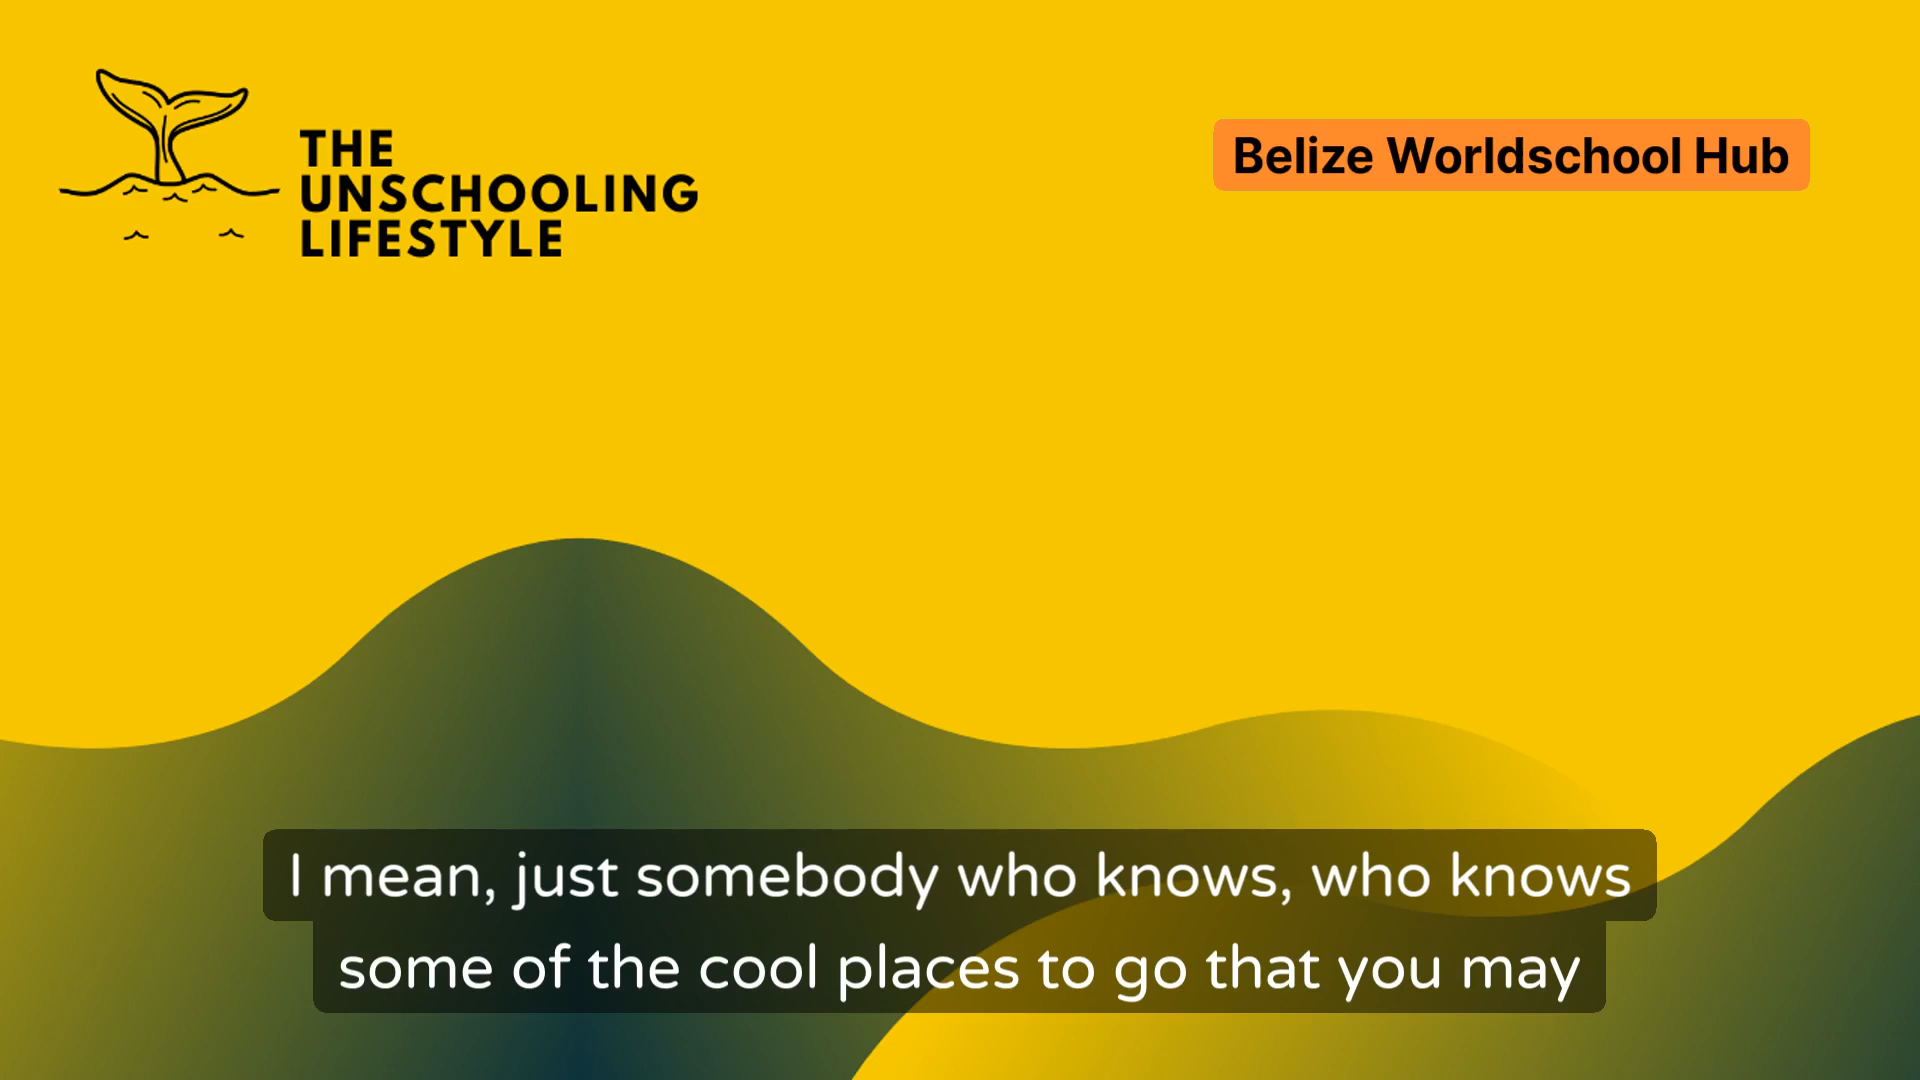 THE
UNSCHOOLING
LIFESTYLE
Belize Worldschool Hub
I mean, just somebody who knows, who knows
some of the cool places to go that you may